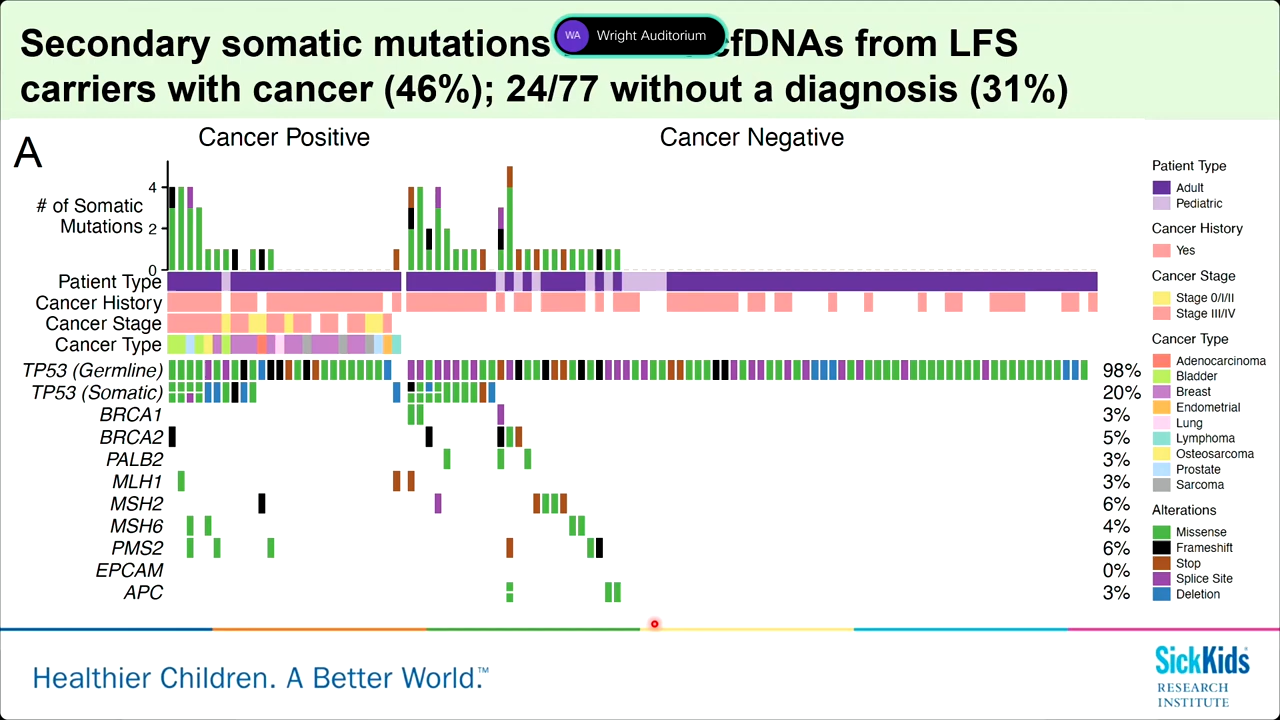 Secondary somatic mutations
WA Wright Auditorium
cfDNAs from LFS
carriers with cancer (46%); 24/77 without a diagnosis (31%)
A
Cancer Positive
Cancer Negative
# of Somatic
Mutations
4
2
0
Patient Type
Cancer History
Cancer Stage
Cancer Type
TP53 (Germline) 98%
TP53 (Somatic) 20%
BRCA1 3%
BRCA2 5%
PALB2 3%
MLH1 3%
MSH2 6%
MSH6 4%
PMS2 6%
EPCAM 0%
APC 3%
Patient Type
Adult
Pediatric
Cancer History
Yes
Cancer Stage
Stage 0/I/II
Stage III/IV
Cancer Type
Adenocarcinoma
Bladder
Breast
Endometrial
Lung
Lymphoma
Osteosarcoma
Prostate
Sarcoma
Alterations
Missense
Frameshift
Stop
Splice Site
Deletion
Healthier Children. A Better World.™
SickKids
RESEARCH
INSTITUTE